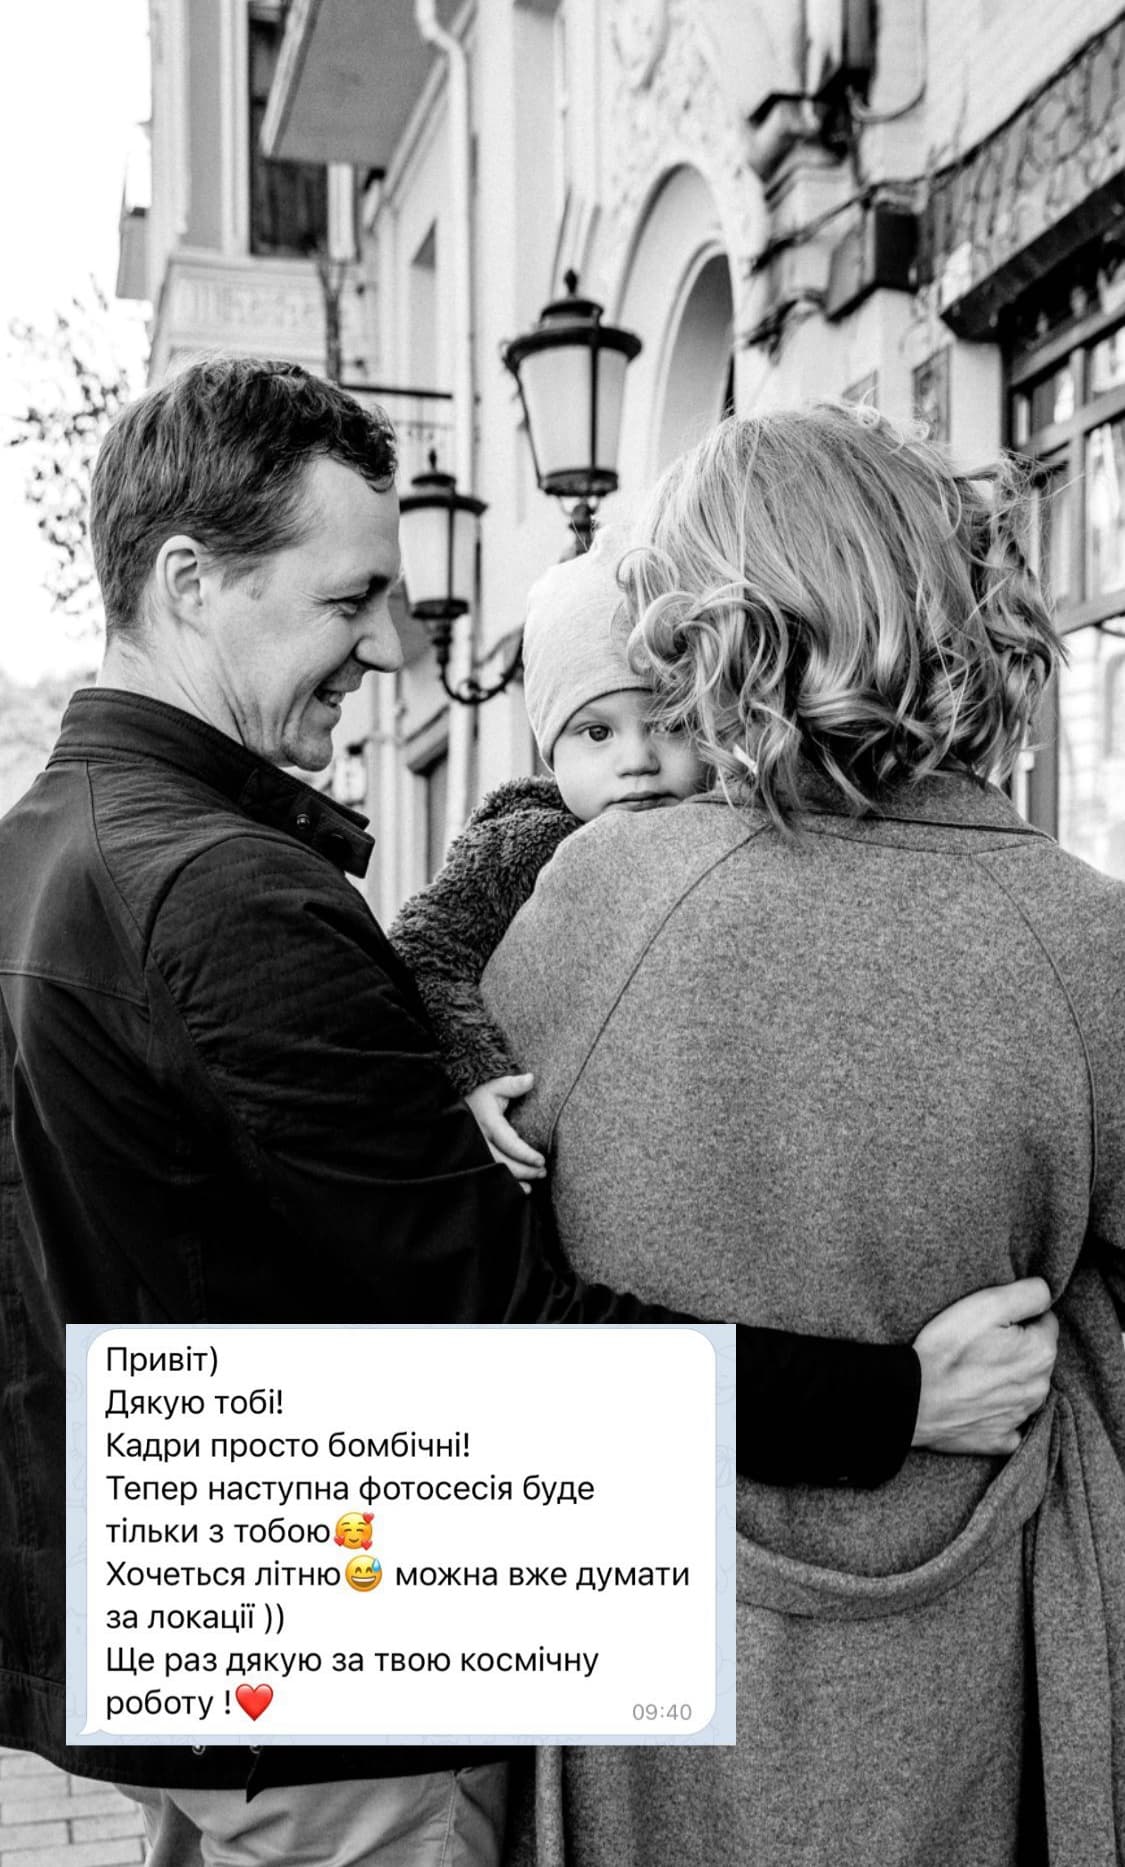 Привіт)
Дякую тобі!
Кадри просто бомбічні!
Тепер наступна фотосесія буде
тільки з тобою🥰
Хочеться літню😅 можна вже думати
за локації ))
Ще раз дякую за твою космічну
роботу !❤️
09:40